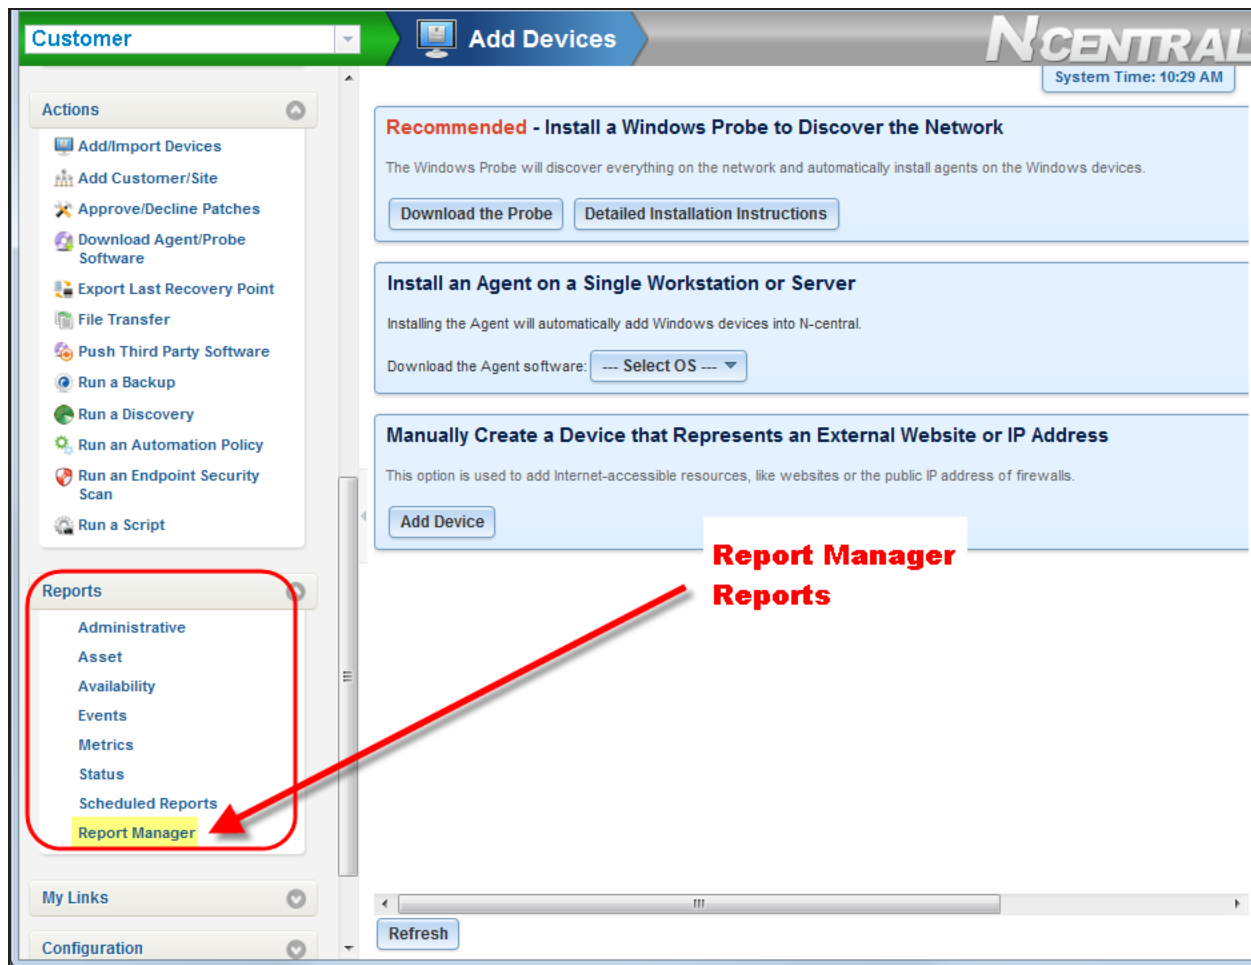 Customer
Add Devices
NCENTRAL
System Time: 10:29 AM
Actions
Add/Import Devices
Add Customer/Site
Approve/Decline Patches
Download Agent/Probe
Software
Export Last Recovery Point
File Transfer
Push Third Party Software
Run a Backup
Run a Discovery
Run an Automation Policy
Run an Endpoint Security
Scan
Run a Script
Reports
Administrative
Asset
Availability
Events
Metrics
Status
Scheduled Reports
Report Manager
My Links
Configuration
Recommended - Install a Windows Probe to Discover the Network
The Windows Probe will discover everything on the network and automatically install agents on the Windows devices.
Download the Probe
Detailed Installation Instructions
Install an Agent on a Single Workstation or Server
Installing the Agent will automatically add Windows devices into N-central.
Download the Agent software: --- Select OS ---
Manually Create a Device that Represents an External Website or IP Address
This option is used to add Internet-accessible resources, like websites or the public IP address of firewalls.
Add Device
Report Manager
Reports
Refresh